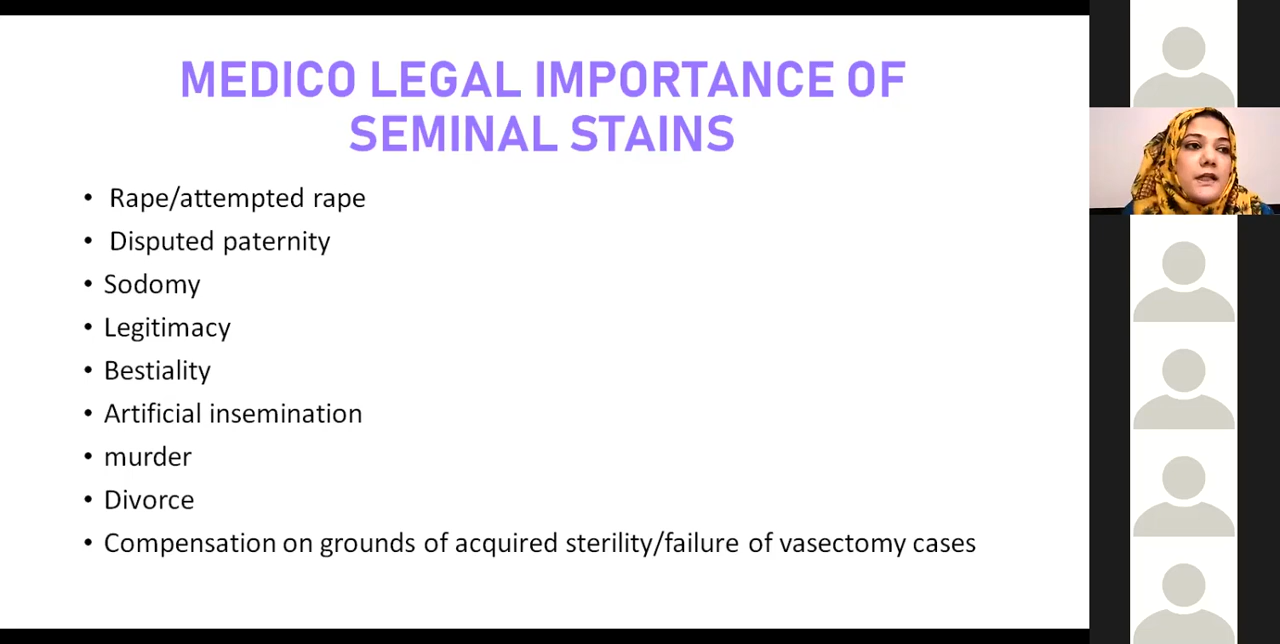 MEDICO LEGAL IMPORTANCE OF
SEMINAL STAINS
• Rape/attempted rape
• Disputed paternity
• Sodomy
• Legitimacy
• Bestiality
• Artificial insemination
• murder
• Divorce
• Compensation on grounds of acquired sterility/failure of vasectomy cases